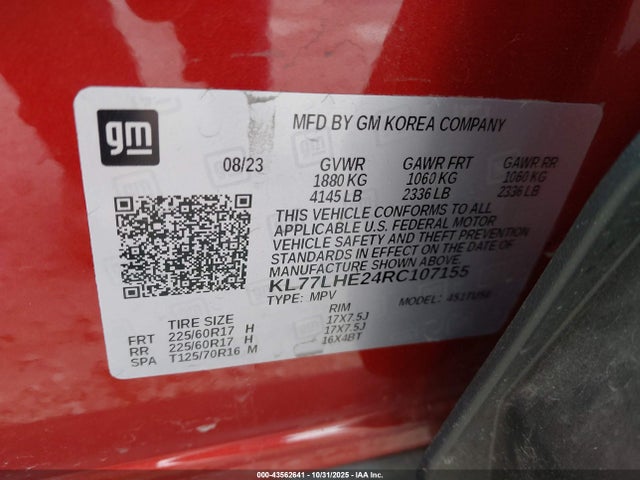 gm
MFD BY GM KOREA COMPANY
08/23 GVWR GAWR FRT GAWR RR
1880 KG 1060 KG 1060 KG
4145 LB 2336 LB 2336 LB
THIS VEHICLE CONFORMS TO ALL
APPLICABLE U.S. FEDERAL MOTOR
VEHICLE SAFETY AND THEFT PREVENTION
STANDARDS IN EFFECT ON THE DATE OF
MANUFACTURE SHOWN ABOVE.
KL77LHE24RC107155
TYPE: MPV MODEL:
TIRE SIZE RIM
FRT 225/60R17 H 17X7.5J
RR 225/60R17 H 17X7.5J
SPA T125/70R16 M 16X4BT
000-43562641 - 10/31/2025 - IAA Inc.